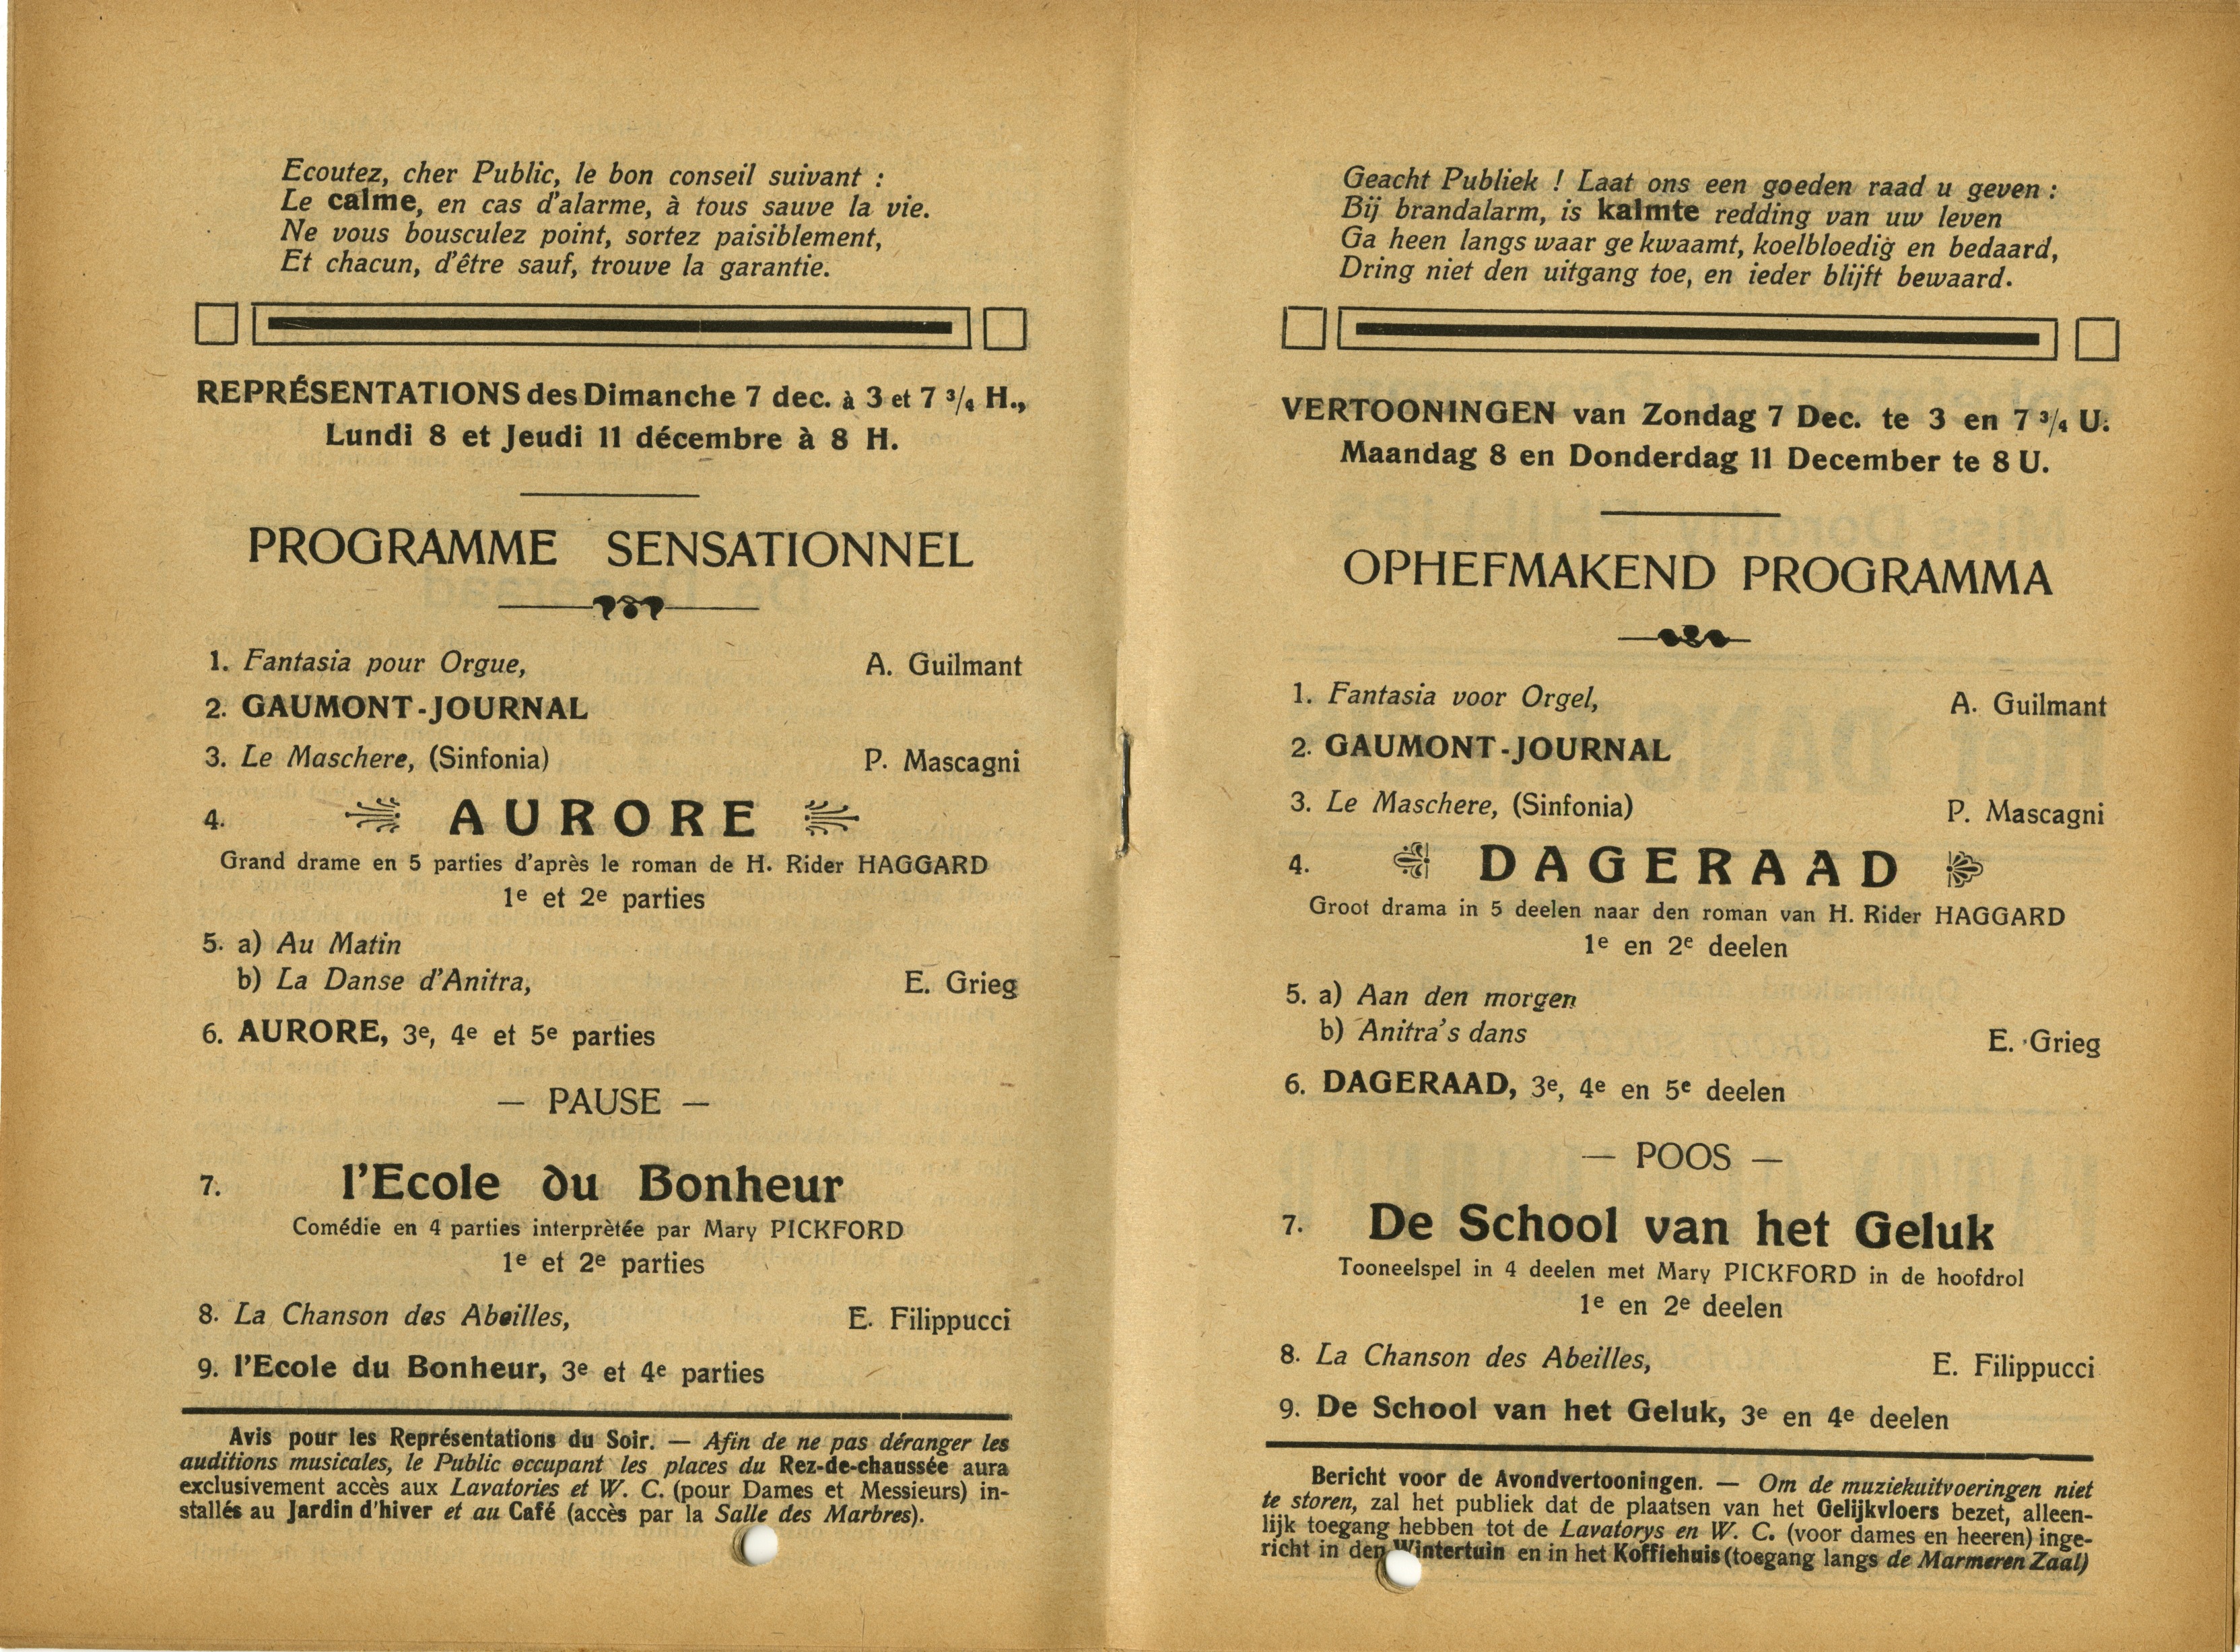 Ecoutez, cher Public, le bon conseil suivant :
Le calme, en cas d'alarme, à tous sauve la vie.
Ne vous bousculez point, sortez paisiblement,
Et chacun, d'être sauf, trouve la garantie.
REPRÉSENTATIONS des Dimanche 7 dec. à 3 et 7 3/4 H.,
Lundi 8 et Jeudi 11 décembre à 8 H.
PROGRAMME SENSATIONNEL
1. Fantasia pour Orgue, A. Guilmant
2. GAUMONT-JOURNAL
3. Le Maschere, (Sinfonia) P. Mascagni
4. AURORE
Grand drame en 5 parties d'après le roman de H. Rider HAGGARD
1e et 2e parties
5. a) Au Matin
b) La Danse d'Anitra, E. Grieg
6. AURORE, 3e, 4e et 5e parties
— PAUSE —
7. l'Ecole du Bonheur
Comédie en 4 parties interprètée par Mary PICKFORD
1e et 2e parties
8. La Chanson des Abeilles, E. Filippucci
9. l'Ecole du Bonheur, 3e et 4e parties
Avis pour les Représentations du Soir. — Afin de ne pas déranger les
auditions musicales, le Public occupant les places du Rez-de-chaussée aura
exclusivement accès aux Lavatories et W. C. (pour Dames et Messieurs) in-
stallés au Jardin d'hiver et au Café (accès par la Salle des Marbres).
Geacht Publiek ! Laat ons een goeden raad u geven :
Bij brandalarm, is kalmte redding van uw leven
Ga heen langs waar ge kwaamt, koelbloedig en bedaard,
Dring niet den uitgang toe, en ieder blijft bewaard.
VERTOONINGEN van Zondag 7 Dec. te 3 en 7 3/4 U.
Maandag 8 en Donderdag 11 December te 8 U.
OPHEFMAKEND PROGRAMMA
1. Fantasia voor Orgel, A. Guilmant
2. GAUMONT-JOURNAL
3. Le Maschere, (Sinfonia) P. Mascagni
4. DAGERAAD
Groot drama in 5 deelen naar den roman van H. Rider HAGGARD
1e en 2e deelen
5. a) Aan den morgen
b) Anitra's dans E. Grieg
6. DAGERAAD, 3e, 4e en 5e deelen
— POOS —
7. De School van het Geluk
Tooneelspel in 4 deelen met Mary PICKFORD in de hoofdrol
1e en 2e deelen
8. La Chanson des Abeilles, E. Filippucci
9. De School van het Geluk, 3e en 4e deelen
Bericht voor de Avondvertooningen. — Om de muziekuitvoeringen niet
te storen, zal het publiek dat de plaatsen van het Gelijkvloers bezet, alleen-
lijk toegang hebben tot de Lavatorys en W. C. (voor dames en heeren) inge-
richt in den Wintertuin en in het Koffiehuis (toegang langs de Marmeren Zaal)